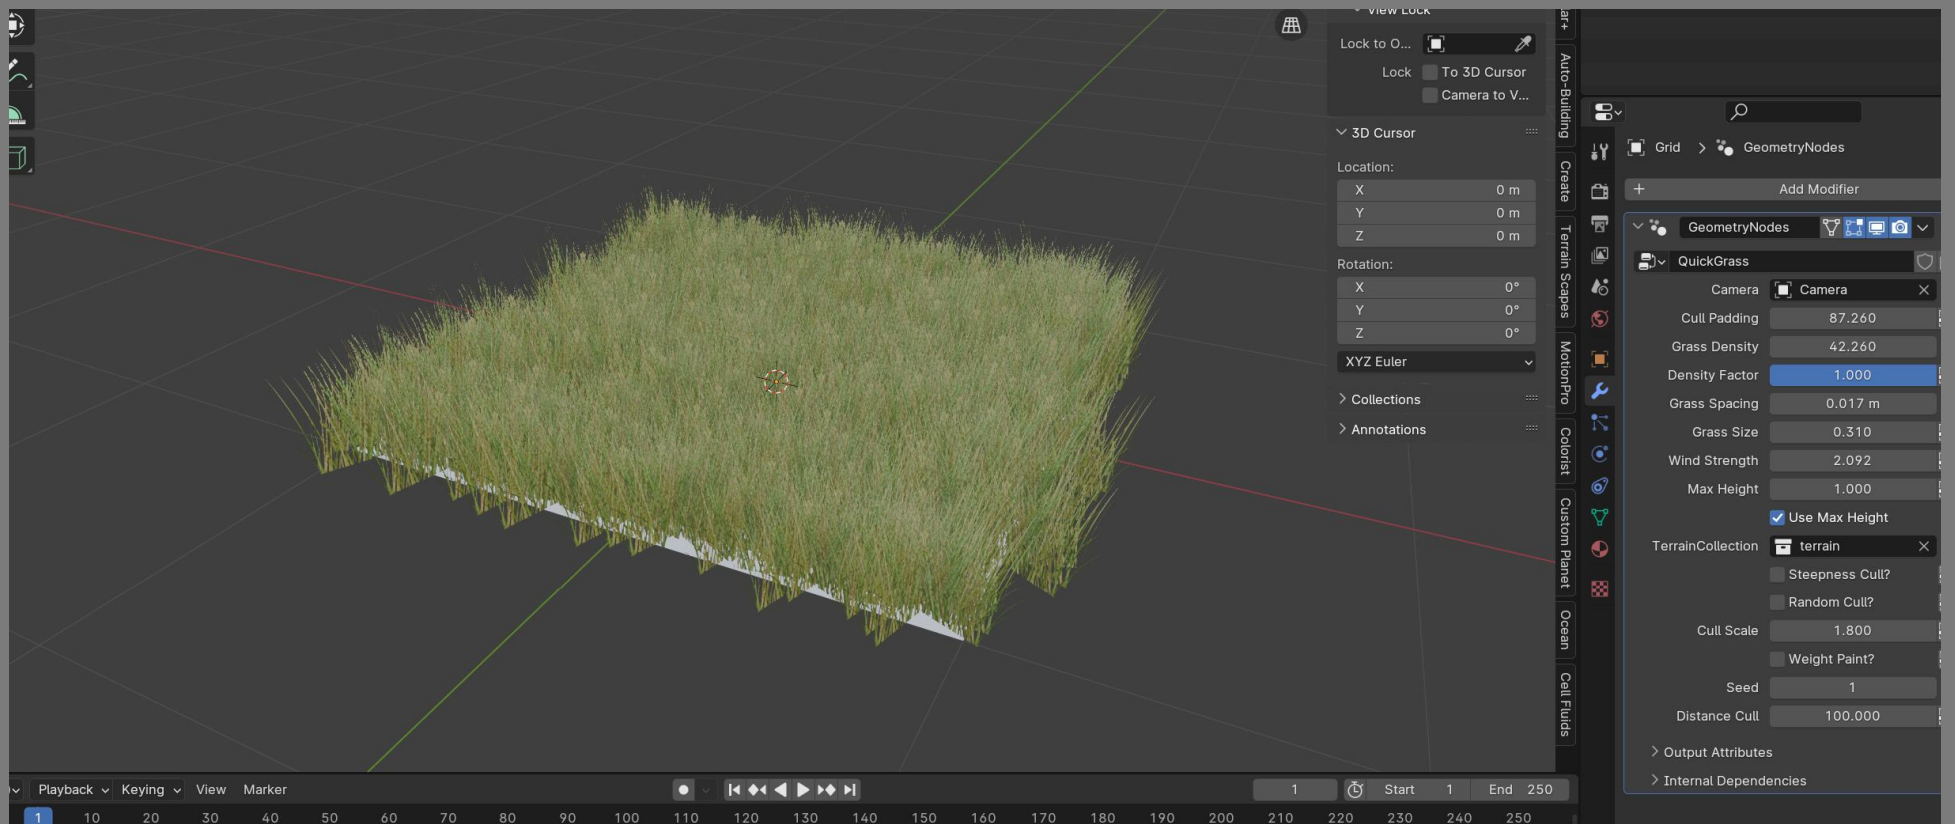 View Lock
Lock to O...
Lock To 3D Cursor
Camera to V...
3D Cursor
Location:
X 0 m
Y 0 m
Z 0 m
Rotation:
X 0°
Y 0°
Z 0°
XYZ Euler
Collections
Annotations
ar+
Auto-Building
Create
Terrain Scapes
MotionPro
Colorist
Custom Planet
Ocean
Cell Fluids
Grid > GeometryNodes
+ Add Modifier
GeometryNodes
QuickGrass
Camera Camera
Cull Padding 87.260
Grass Density 42.260
Density Factor 1.000
Grass Spacing 0.017 m
Grass Size 0.310
Wind Strength 2.092
Max Height 1.000
Use Max Height
TerrainCollection terrain
Steepness Cull?
Random Cull?
Cull Scale 1.800
Weight Paint?
Seed 1
Distance Cull 100.000
Output Attributes
Internal Dependencies
Playback Keying View Marker 1 Start 1 End 250
1 10 20 30 40 50 60 70 80 90 100 110 120 130 140 150 160 170 180 190 200 210 220 230 240 250